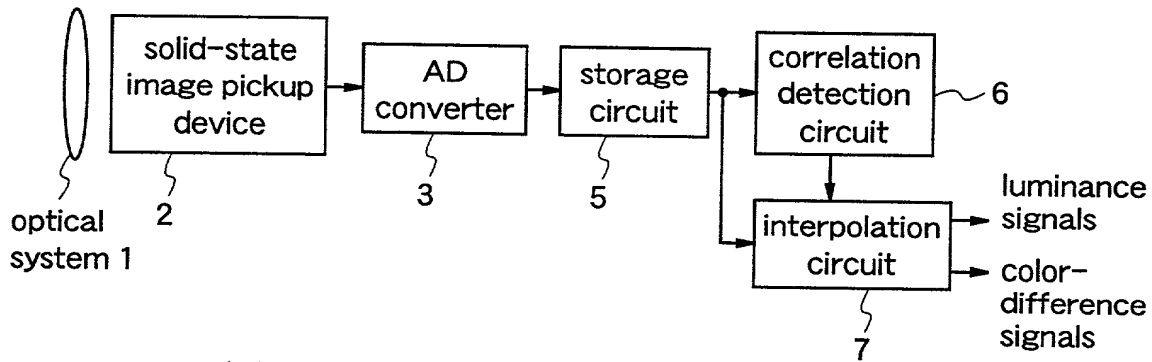 solid-state
image pickup
device
AD
converter
storage
circuit
correlation
detection
circuit
6
2
3
5
optical
system 1
interpolation
circuit
luminance
signals
color-
difference
signals
7